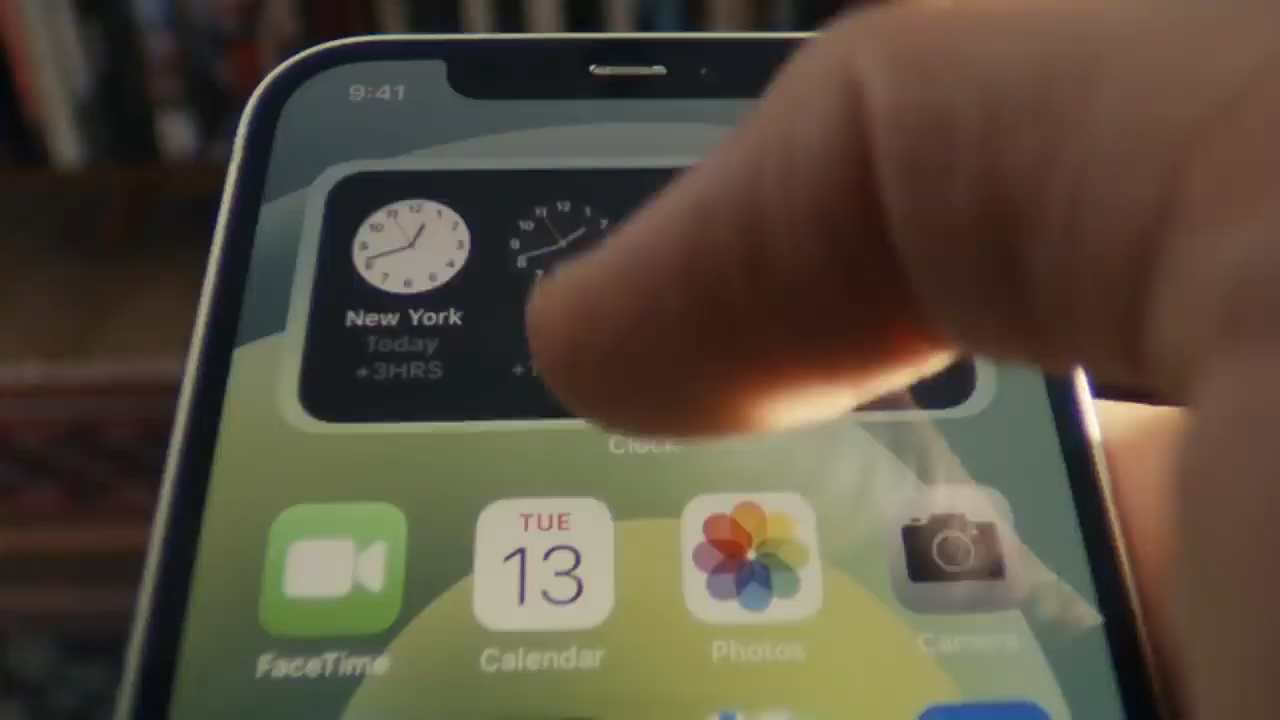 9:41
New York
Today
+3HRS
Clock
TUE
13
FaceTime
Calendar
Photos
Camera